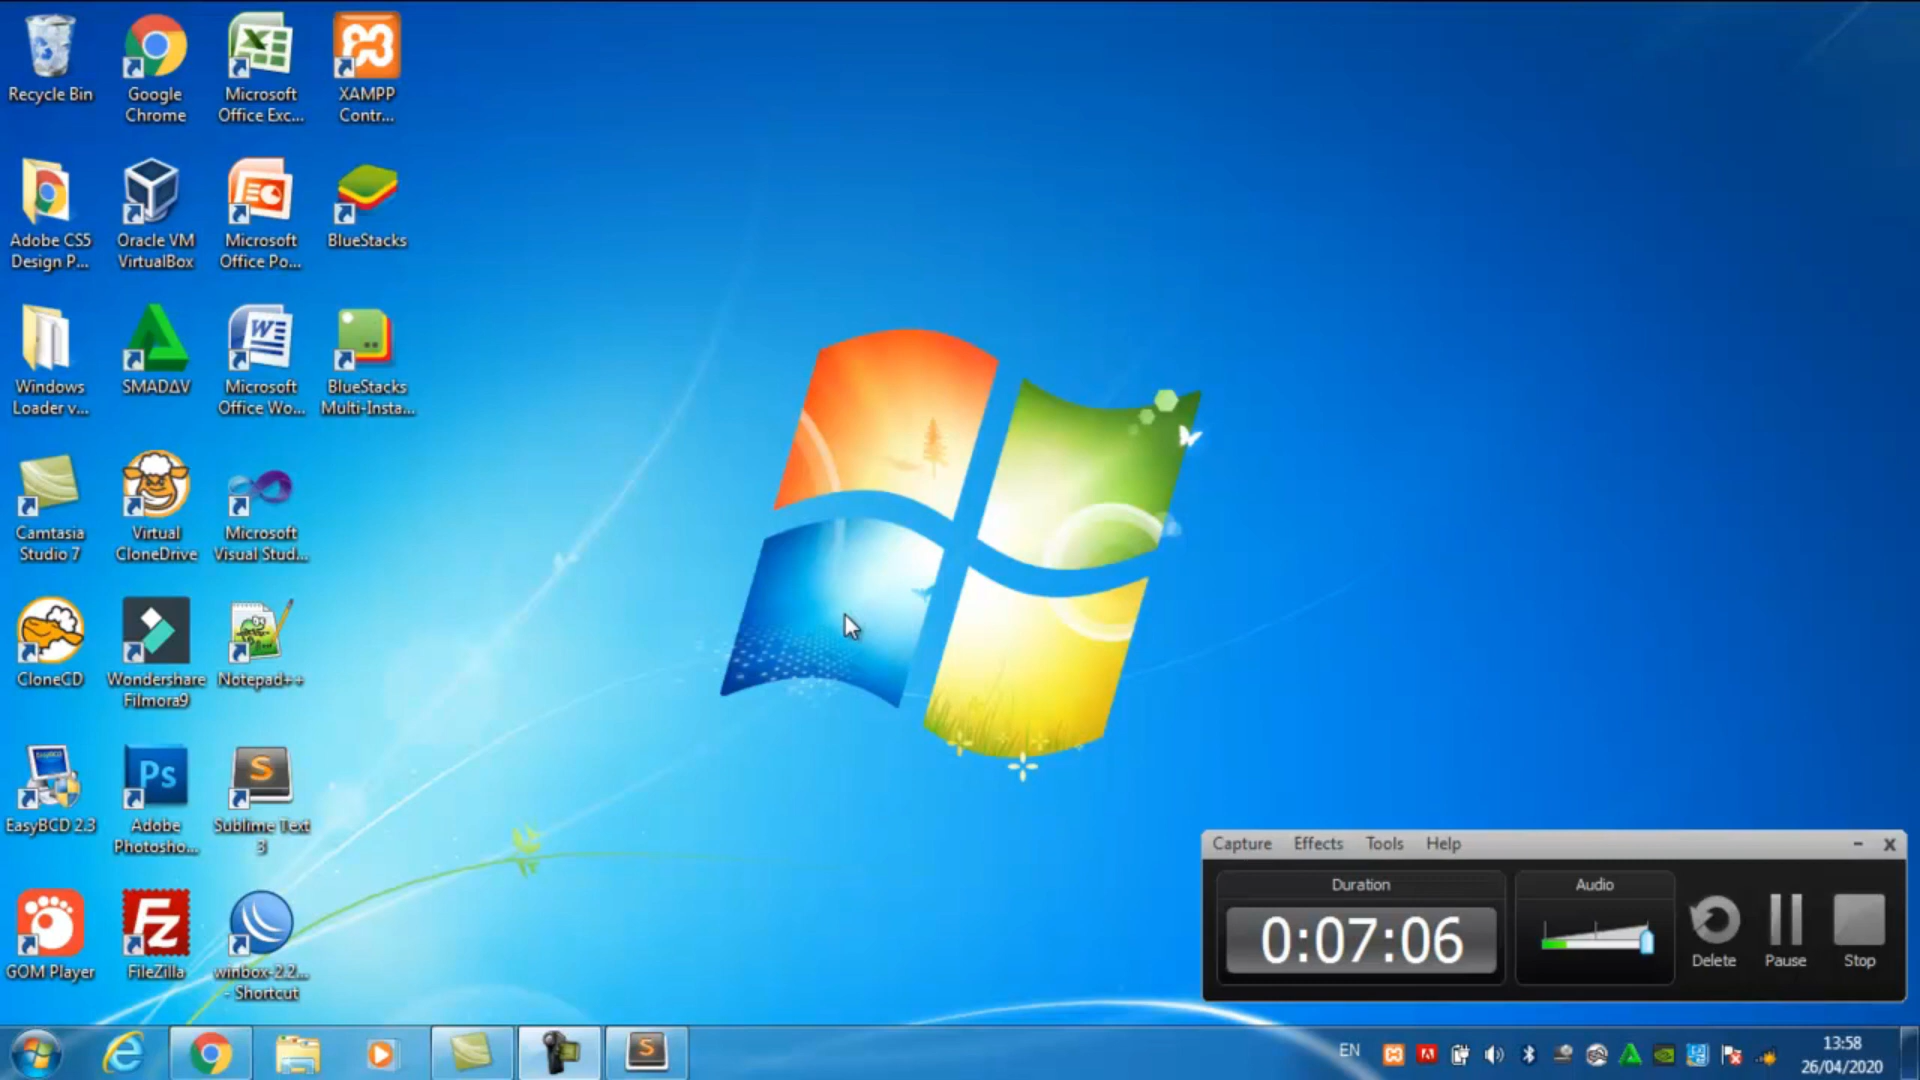 Recycle Bin
Google
Chrome
Microsoft
Office Exc...
XAMPP
Contr...
Adobe CS5
Design P...
Oracle VM
VirtualBox
Microsoft
Office Po...
BlueStacks
Windows
Loader v...
SMADΔV
Microsoft
Office Wo...
BlueStacks
Multi-Insta...
Camtasia
Studio 7
Virtual
CloneDrive
Microsoft
Visual Stud...
CloneCD
Wondershare
Filmora9
Notepad++
EasyBCD 2.3
Adobe
Photosho...
Sublime Text
3
GOM Player
FileZilla
winbox-2.2...
- Shortcut
Capture Effects Tools Help
Duration
Audio
0:07:06
Delete
Pause
Stop
EN
13:58
26/04/2020